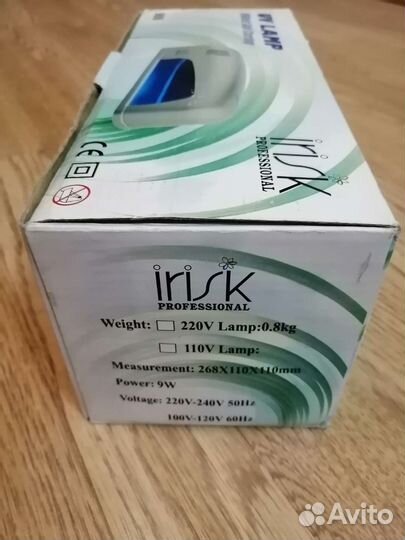 UV LAMP
irisk
PROFESSIONAL
CE
irisk
PROFESSIONAL
Weight: 220V Lamp:0.8kg
110V Lamp:
Measurement: 268X110X110mm
Power: 9W
Voltage: 220V-240V 50Hz
100V-120V 60Hz
Avito